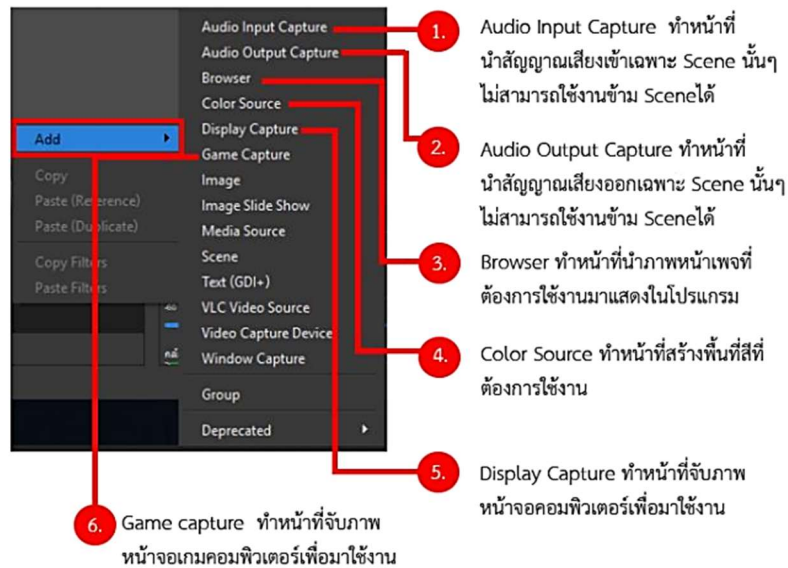 Audio Input Capture
Audio Output Capture
Browser
Color Source
Display Capture
Game Capture
Image
Image Slide Show
Media Source
Scene
Text (GDI+)
VLC Video Source
Video Capture Device
Window Capture
Group
Deprecated
Add
Copy
Paste (Reference)
Paste (Duplicate)
Copy Filters
Paste Filters
1.
Audio Input Capture ทำหน้าที่
นำสัญญาณเสียงเข้าเฉพาะ Scene นั้นๆ
ไม่สามารถใช้งานข้าม Sceneได้
2.
Audio Output Capture ทำหน้าที่
นำสัญญาณเสียงออกเฉพาะ Scene นั้นๆ
ไม่สามารถใช้งานข้าม Sceneได้
3.
Browser ทำหน้าที่นำภาพหน้าเพจที่
ต้องการใช้งานมาแสดงในโปรแกรม
4.
Color Source ทำหน้าที่สร้างพื้นที่สีที่
ต้องการใช้งาน
5.
Display Capture ทำหน้าที่จับภาพ
หน้าจอคอมพิวเตอร์เพื่อมาใช้งาน
6.
Game capture ทำหน้าที่จับภาพ
หน้าจอเกมคอมพิวเตอร์เพื่อมาใช้งาน